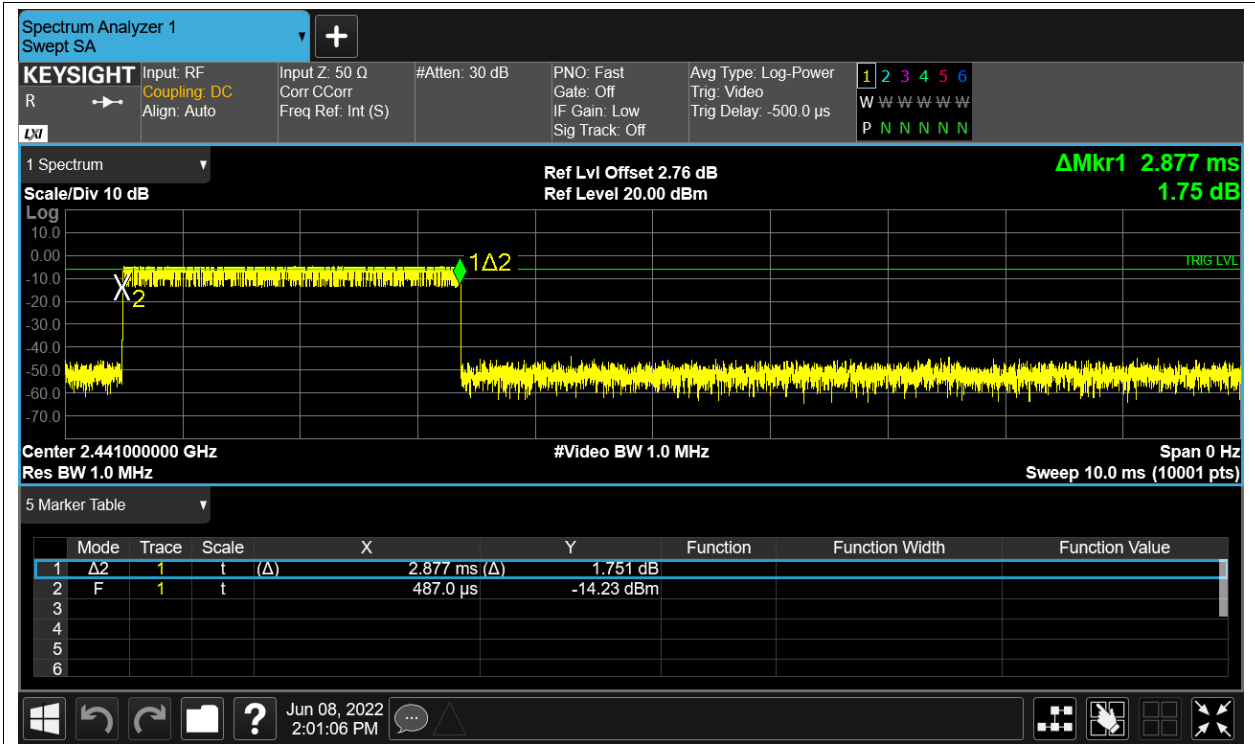 Spectrum Analyzer 1
Swept SA
KEYSIGHT
R
LXI
Input: RF
Coupling: DC
Align: Auto
Input Z: 50 Ω
Corr CCorr
Freq Ref: Int (S)
#Atten: 30 dB
PNO: Fast
Gate: Off
IF Gain: Low
Sig Track: Off
Avg Type: Log-Power
Trig: Video
Trig Delay: -500.0 µs
1 2 3 4 5 6
W W W W W W
P N N N N N
1 Spectrum
Scale/Div 10 dB
Ref Lvl Offset 2.76 dB
Ref Level 20.00 dBm
ΔMkr1 2.877 ms
1.75 dB
Log
10.0
0.00
-10.0
-20.0
-30.0
-40.0
-50.0
-60.0
-70.0
1Δ2
TRIG LVL
X2
Center 2.441000000 GHz
#Video BW 1.0 MHz
Span 0 Hz
Res BW 1.0 MHz
Sweep 10.0 ms (10001 pts)
5 Marker Table
Mode Trace Scale X Y Function Function Width Function Value
1 Δ2 1 t (Δ) 2.877 ms (Δ) 1.751 dB
2 F 1 t 487.0 µs -14.23 dBm
3
4
5
6
?
Jun 08, 2022
2:01:06 PM